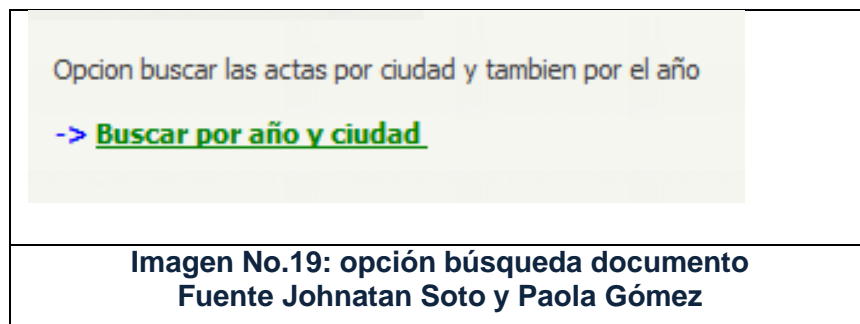 Opcion buscar las actas por ciudad y tambien por el año
-> Buscar por año y ciudad
Imagen No.19: opción búsqueda documento
Fuente Johnatan Soto y Paola Gómez